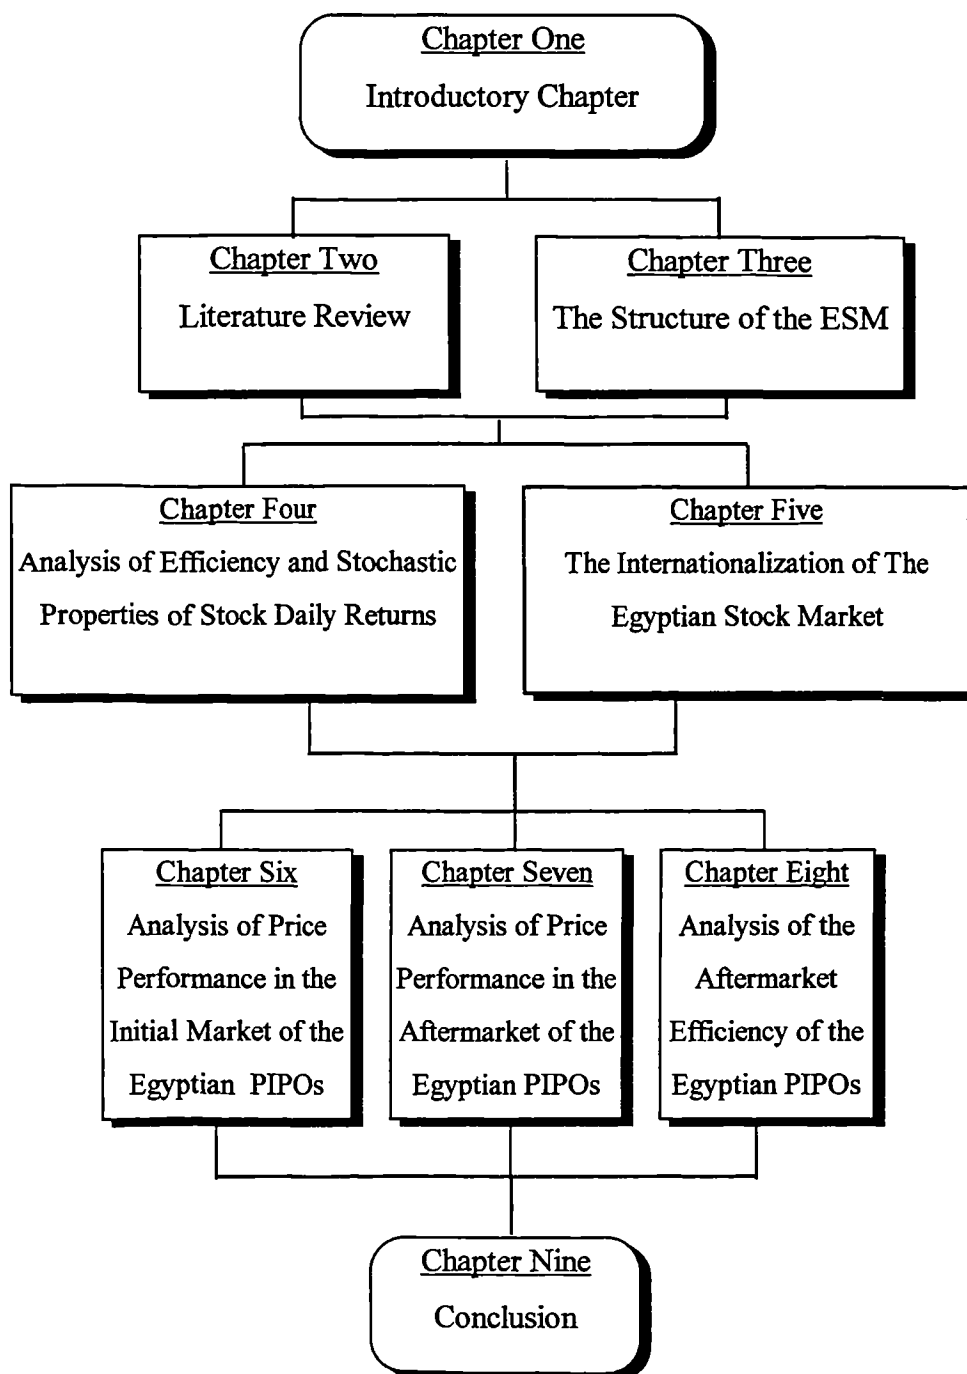 Chapter One
Introductory Chapter
Chapter Two
Literature Review
Chapter Three
The Structure of the ESM
Chapter Four
Analysis of Efficiency and Stochastic
Properties of Stock Daily Returns
Chapter Five
The Internationalization of The
Egyptian Stock Market
Chapter Six
Analysis of Price
Performance in the
Initial Market of the
Egyptian PIPOs
Chapter Seven
Analysis of Price
Performance in the
Aftermarket of the
Egyptian PIPOs
Chapter Eight
Analysis of the
Aftermarket
Efficiency of the
Egyptian PIPOs
Chapter Nine
Conclusion